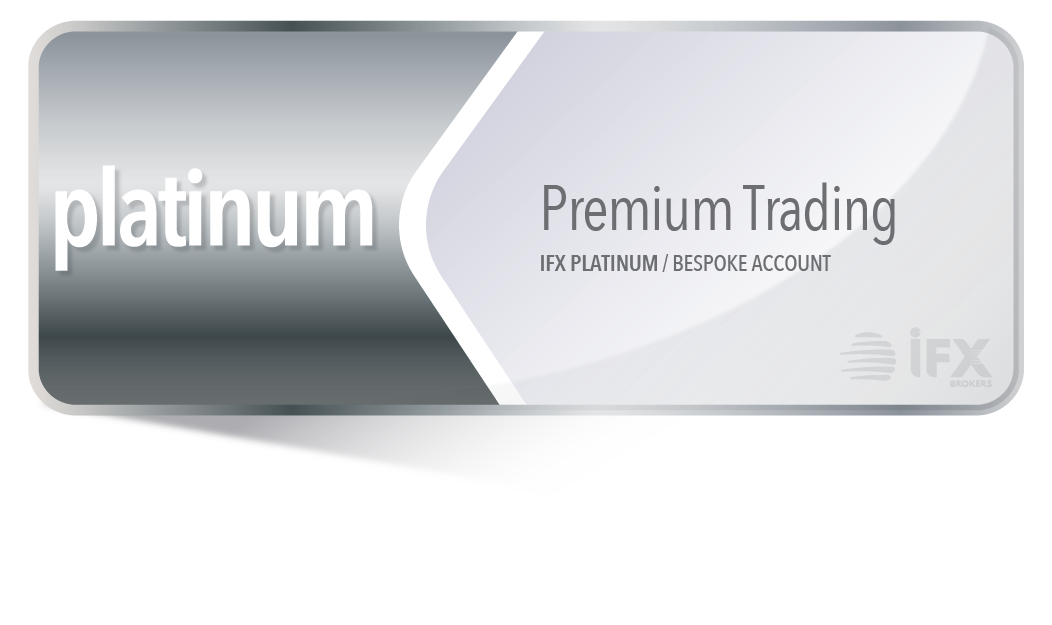 platinum
Premium Trading
IFX PLATINUM / BESPOKE ACCOUNT
iFX
BROKERS